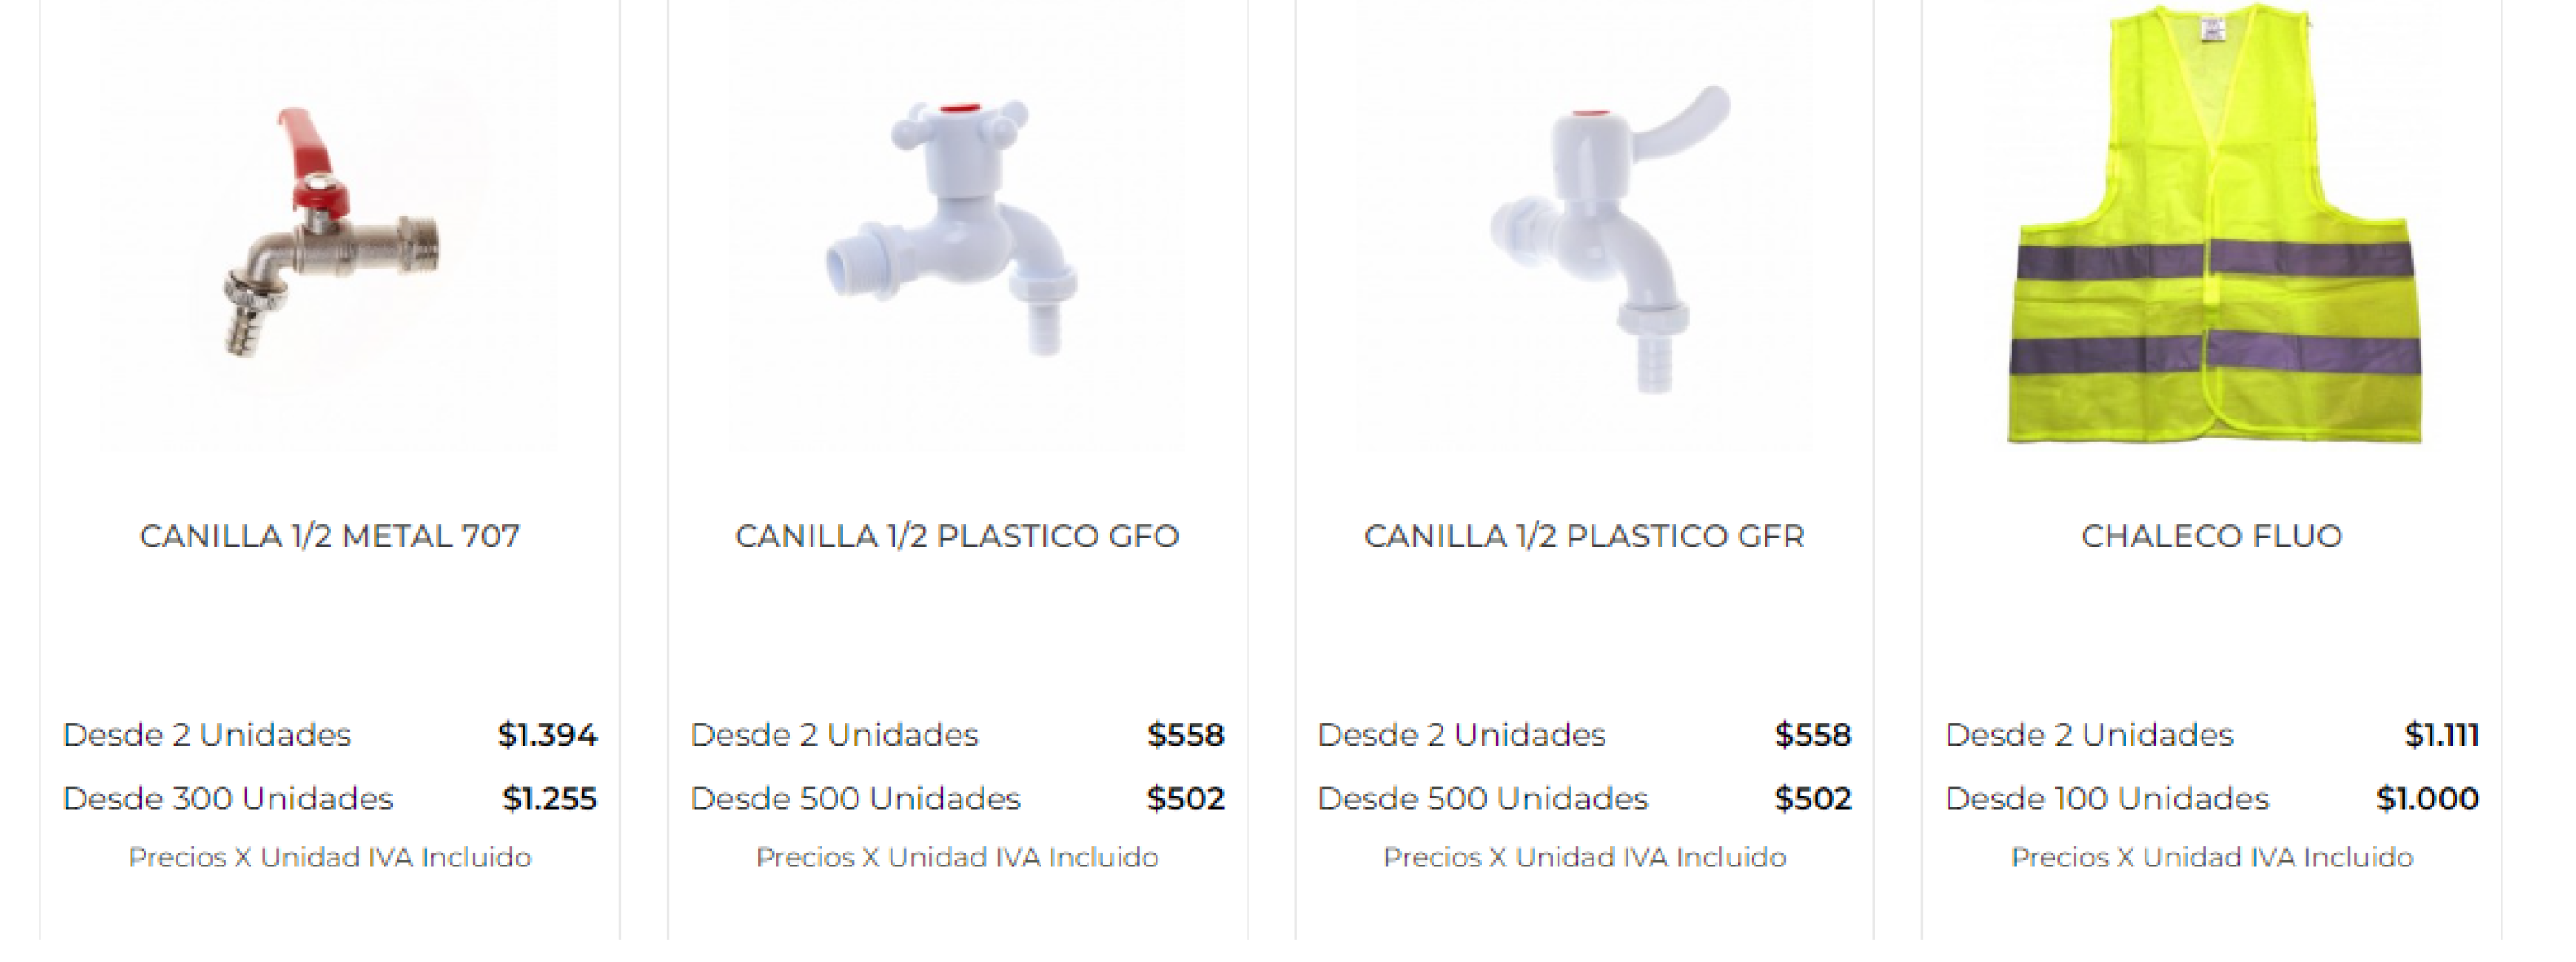 CANILLA 1/2 METAL 707
Desde 2 Unidades $1.394
Desde 300 Unidades $1.255
Precios X Unidad IVA Incluido
CANILLA 1/2 PLASTICO GFO
Desde 2 Unidades $558
Desde 500 Unidades $502
Precios X Unidad IVA Incluido
CANILLA 1/2 PLASTICO GFR
Desde 2 Unidades $558
Desde 500 Unidades $502
Precios X Unidad IVA Incluido
CHALECO FLUO
Desde 2 Unidades $1.111
Desde 100 Unidades $1.000
Precios X Unidad IVA Incluido